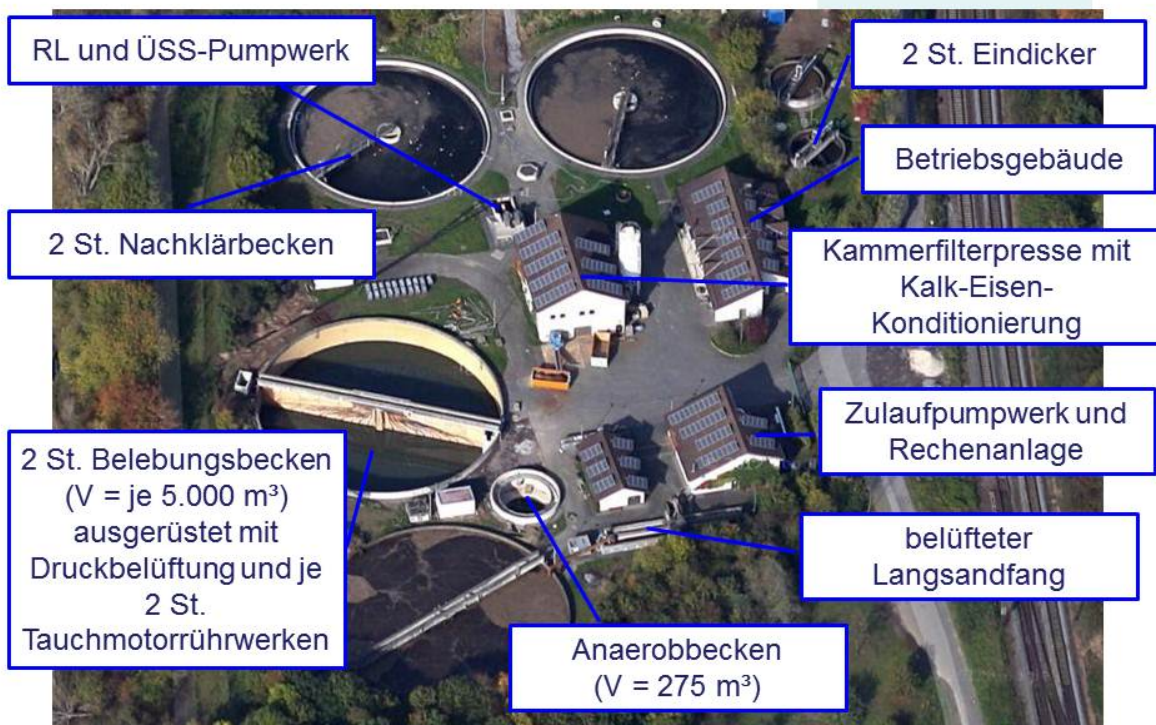 RL und ÜSS-Pumpwerk
2 St. Eindicker
Betriebsgebäude
2 St. Nachklärbecken
Kammerfilterpresse mit
Kalk-Eisen-
Konditionierung
Zulaufpumpwerk und
Rechenanlage
2 St. Belebungsbecken
(V = je 5.000 m³)
ausgerüstet mit
Druckbelüftung und je
2 St.
Tauchmotorrührwerken
belüfteter
Langsandfang
Anaerobbecken
(V = 275 m³)